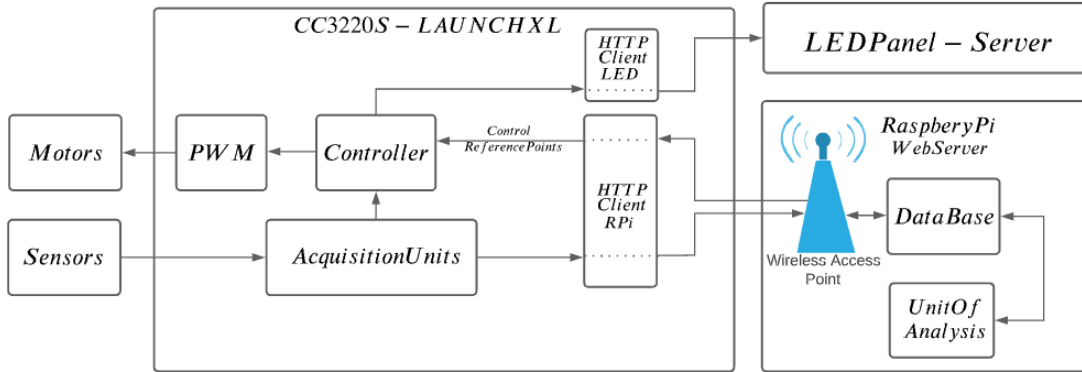 CC3220S – LAUNCHXL
HTTP
Client
LED
LEDPanel – Server
Motors
PWM
Controller
Control
ReferencePoints
HTTP
Client
RPi
RaspberyPi
WebServer
Sensors
AcquisitionUnits
DataBase
Wireless Access
Point
UnitOf
Analysis